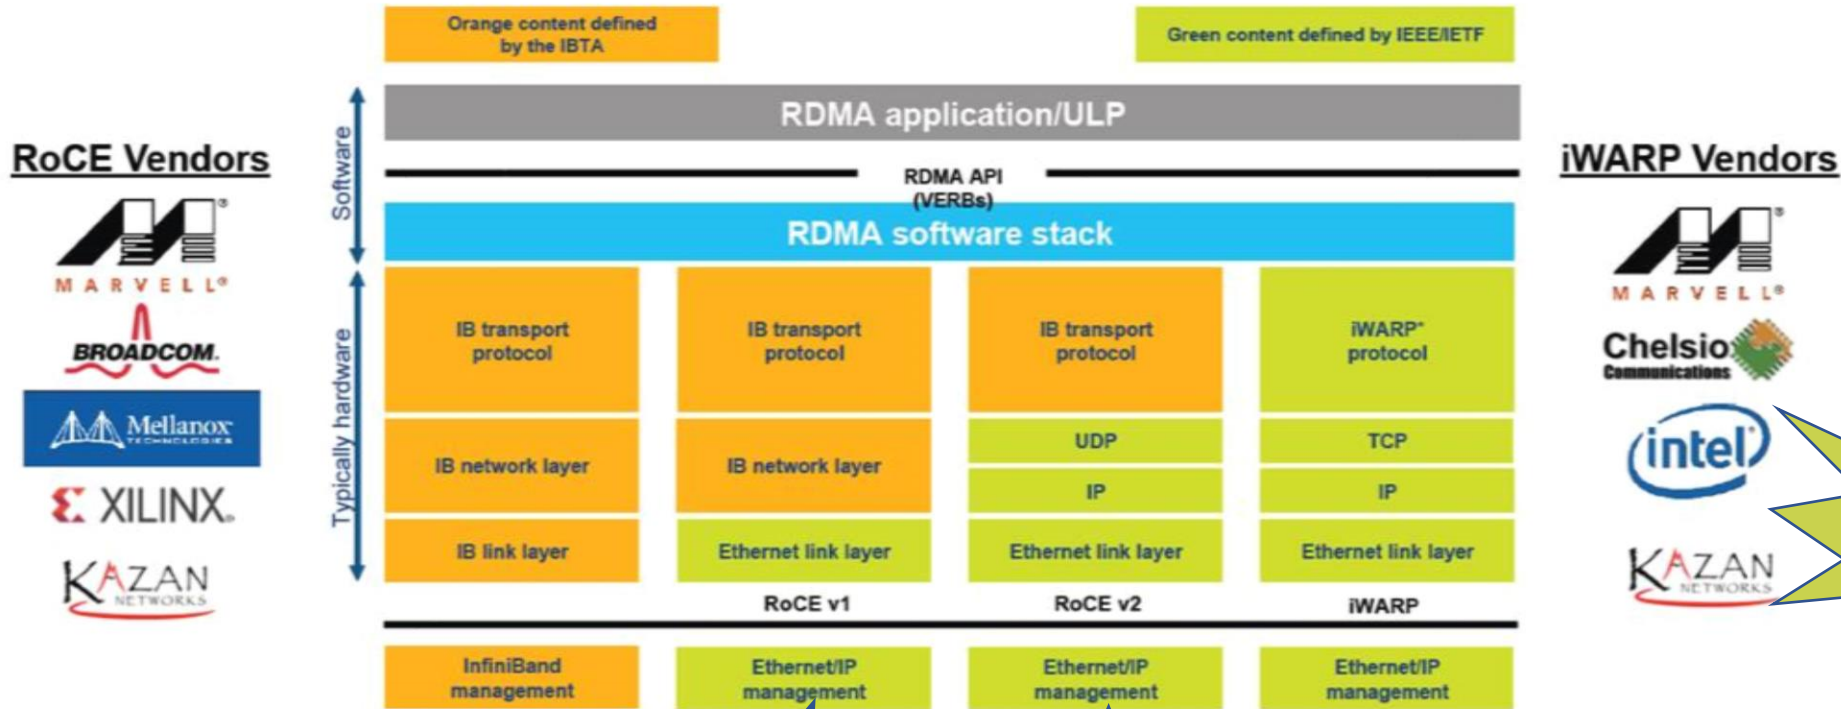 Orange content defined
by the IBTA
Green content defined by IEEE/IETF
RDMA application/ULP
Software
RDMA API
(VERBs)
RDMA software stack
RoCE Vendors
MARVELL®
BROADCOM.
Mellanox
TECHNOLOGIES
XILINX
KAZAN
NETWORKS
Typically hardware
IB transport
protocol
IB transport
protocol
IB transport
protocol
iWARP*
protocol
IB network layer
IB network layer
UDP
TCP
IP
IP
IB link layer
Ethernet link layer
Ethernet link layer
Ethernet link layer
RoCE v1
RoCE v2
iWARP
InfiniBand
management
Ethernet/IP
management
Ethernet/IP
management
Ethernet/IP
management
iWARP Vendors
MARVELL®
Chelsio
Communications
intel
KAZAN
NETWORKS